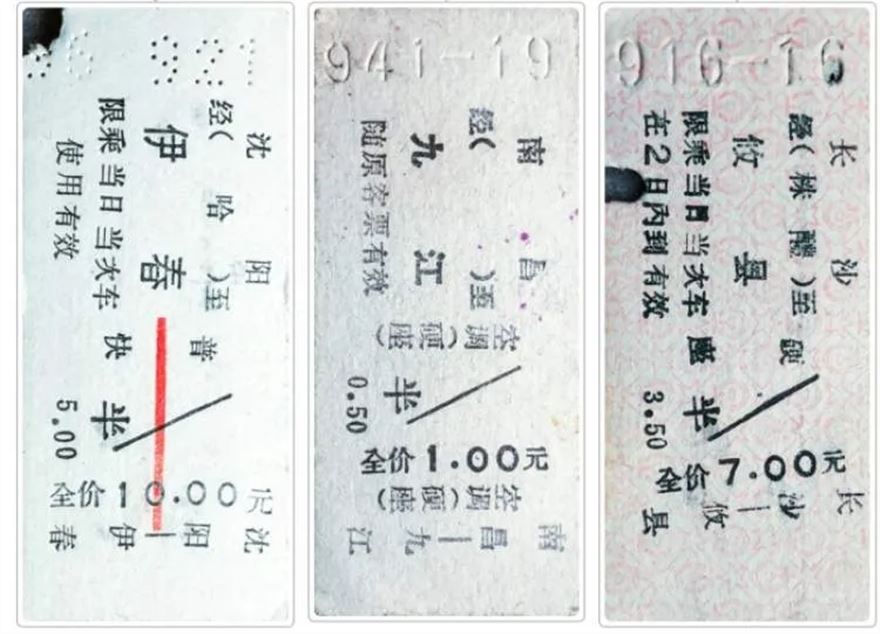 沈阳
经(哈)至
伊春
限乘当日当次车
使用有效
普快
半
5.00
全价10.00元
沈阳—伊春
941-19
南昌
经( )至
九江
随原客票有效
空调(硬座)
半
0.50
全价1.00元
空调(硬座)
南昌—九江
916-16
长沙
经(株醴)至
攸县
限乘当日当次车
在2日内到有效
硬座
半
3.50
全价7.00元
长沙—攸县